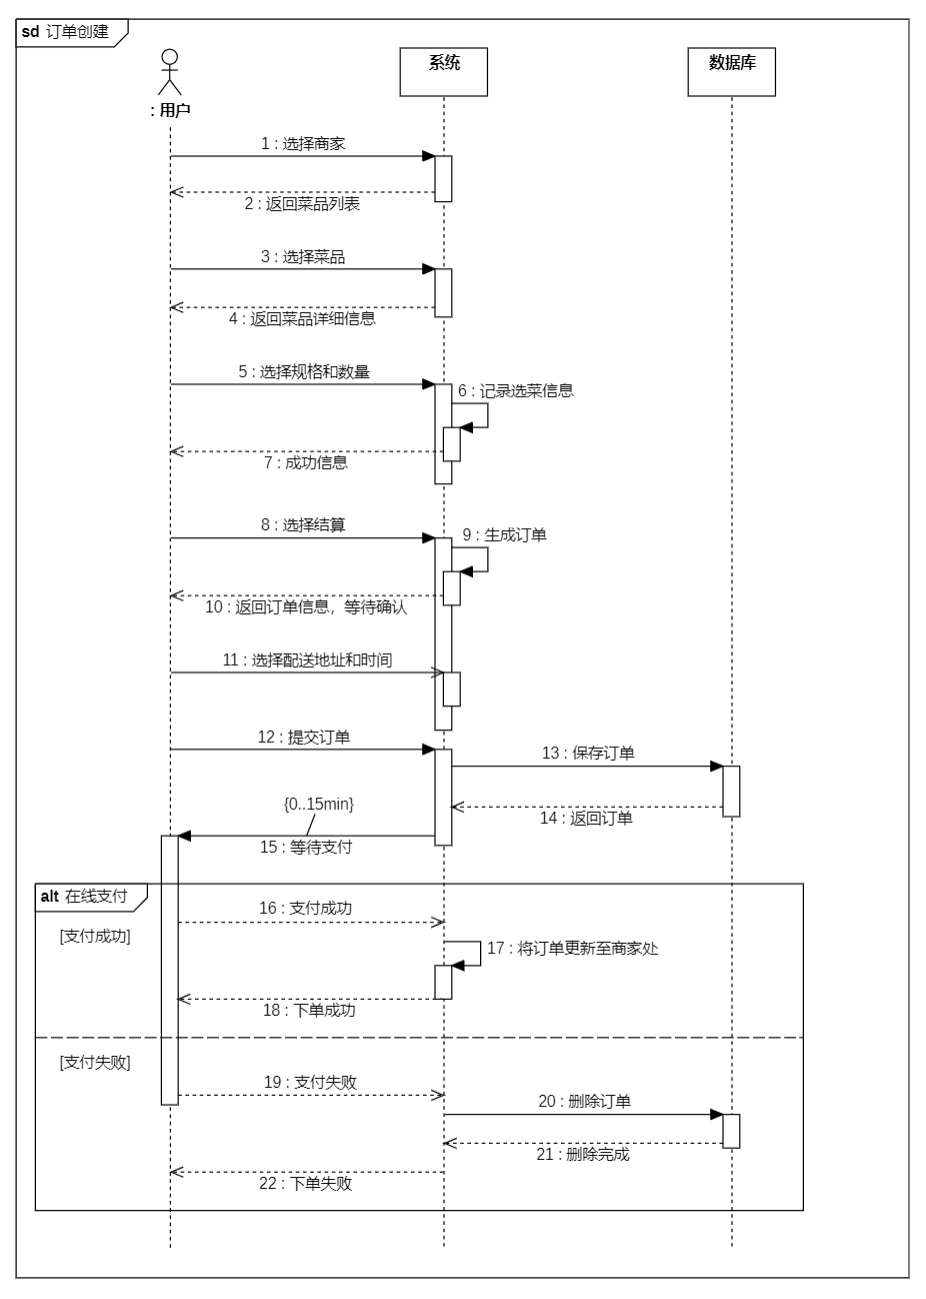 sd 订单创建
: 用户
系统
数据库
1 : 选择商家
2 : 返回菜品列表
3 : 选择菜品
4 : 返回菜品详细信息
5 : 选择规格和数量
6 : 记录选菜信息
7 : 成功信息
8 : 选择结算
9 : 生成订单
10 : 返回订单信息，等待确认
11 : 选择配送地址和时间
12 : 提交订单
13 : 保存订单
14 : 返回订单
{0..15min}
15 : 等待支付
alt 在线支付
16 : 支付成功
[支付成功]
17 : 将订单更新至商家处
18 : 下单成功
[支付失败]
19 : 支付失败
20 : 删除订单
21 : 删除完成
22 : 下单失败